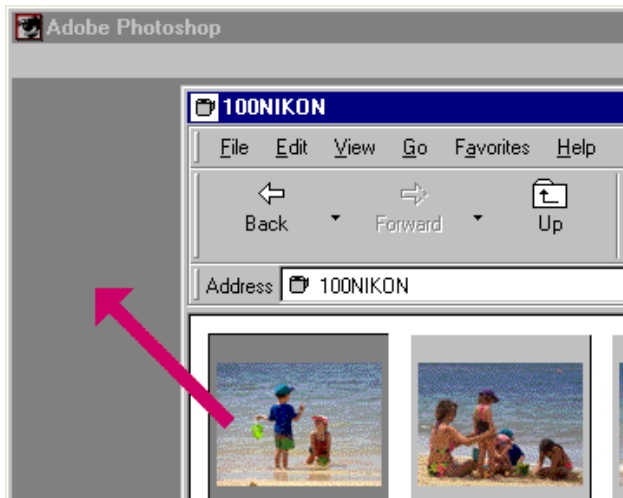 Adobe Photoshop
100NIKON
File Edit View Go Favorites Help
Back Forward Up
Address 100NIKON